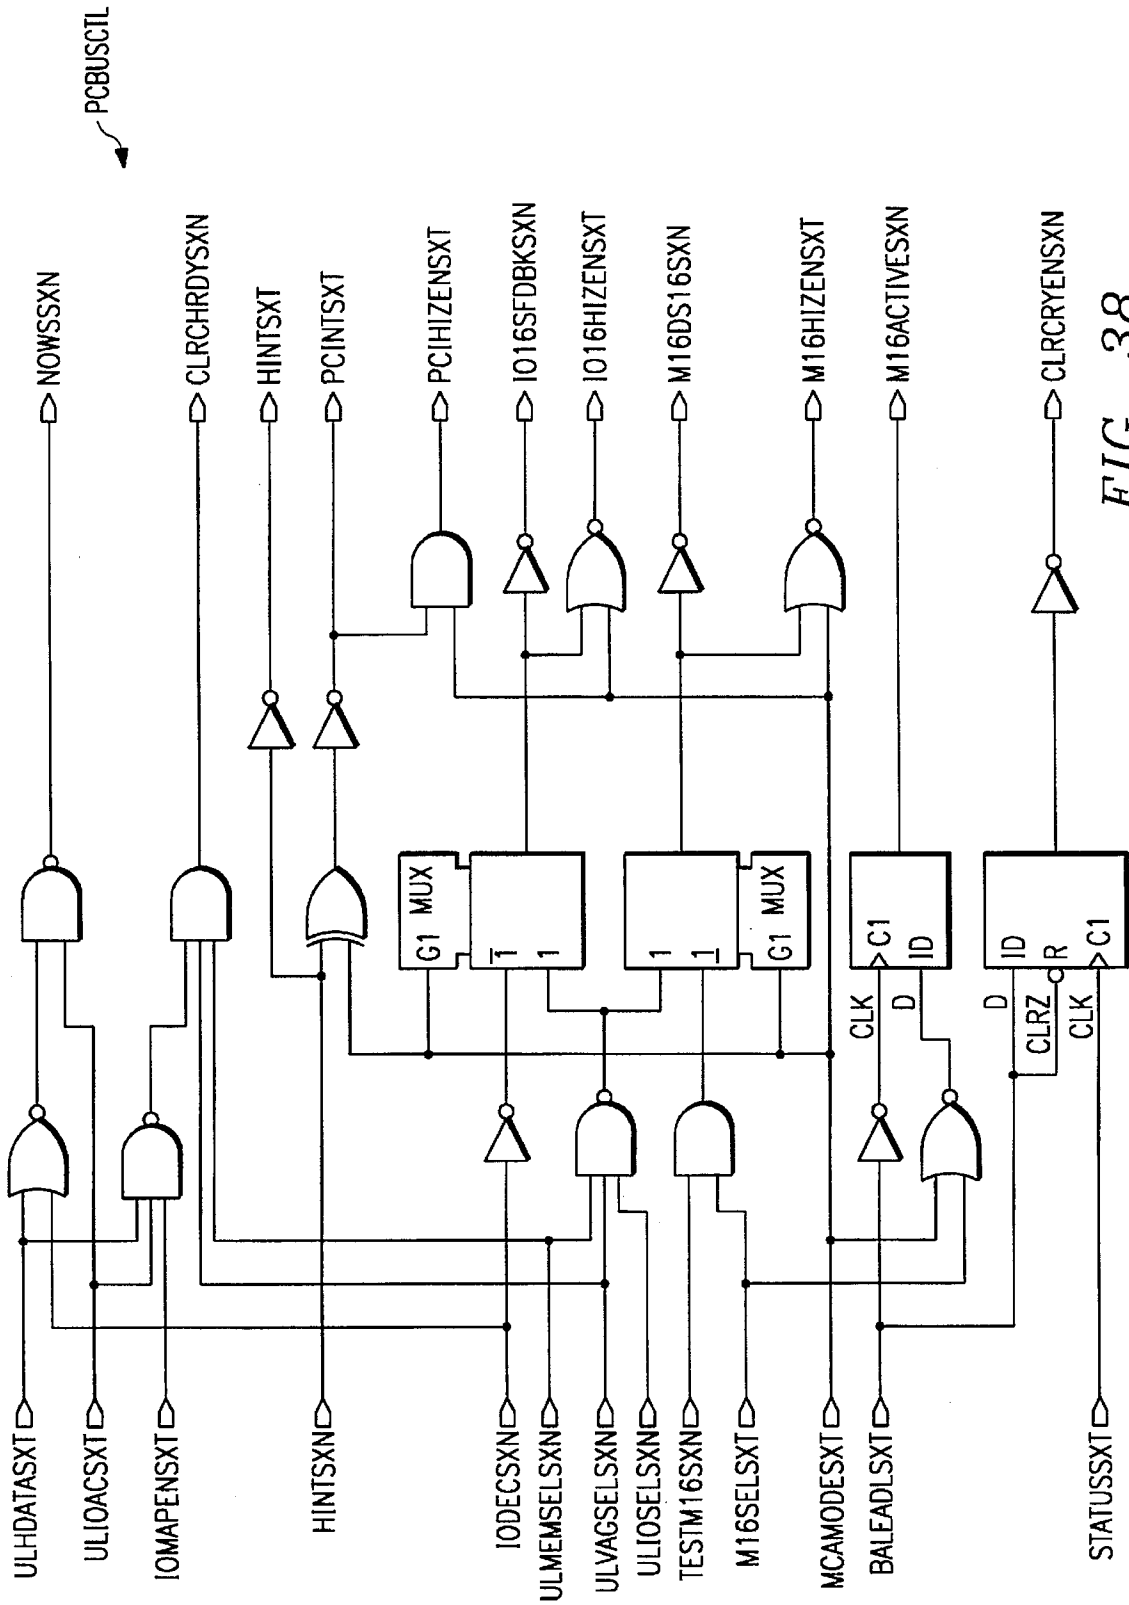 PCBUSCTL
ULHDATASXT
ULIOACSXT
IOMAPENSXT
HINTSXN
IODECSXN
ULMEMSELSXN
ULVAGSELSXN
ULIOSELSXN
TESTM16SXN
M16SELSXT
MCAMODESXT
BALEADLSXT
STATUSSXT
G1 MUX
1
1
1
1
G1 MUX
CLK
C1
D
ID
D
ID
CLRZ
R
CLK
C1
NOWSSXN
CLRCHRDYSXN
HINTSXT
PCINTSXT
PCIHIZENSXT
IO16SFDBKSXN
IO16HIZENSXT
M16DS16SXN
M16HIZENSXT
M16ACTIVESXN
CLRCRYENSXN
FIG. 38